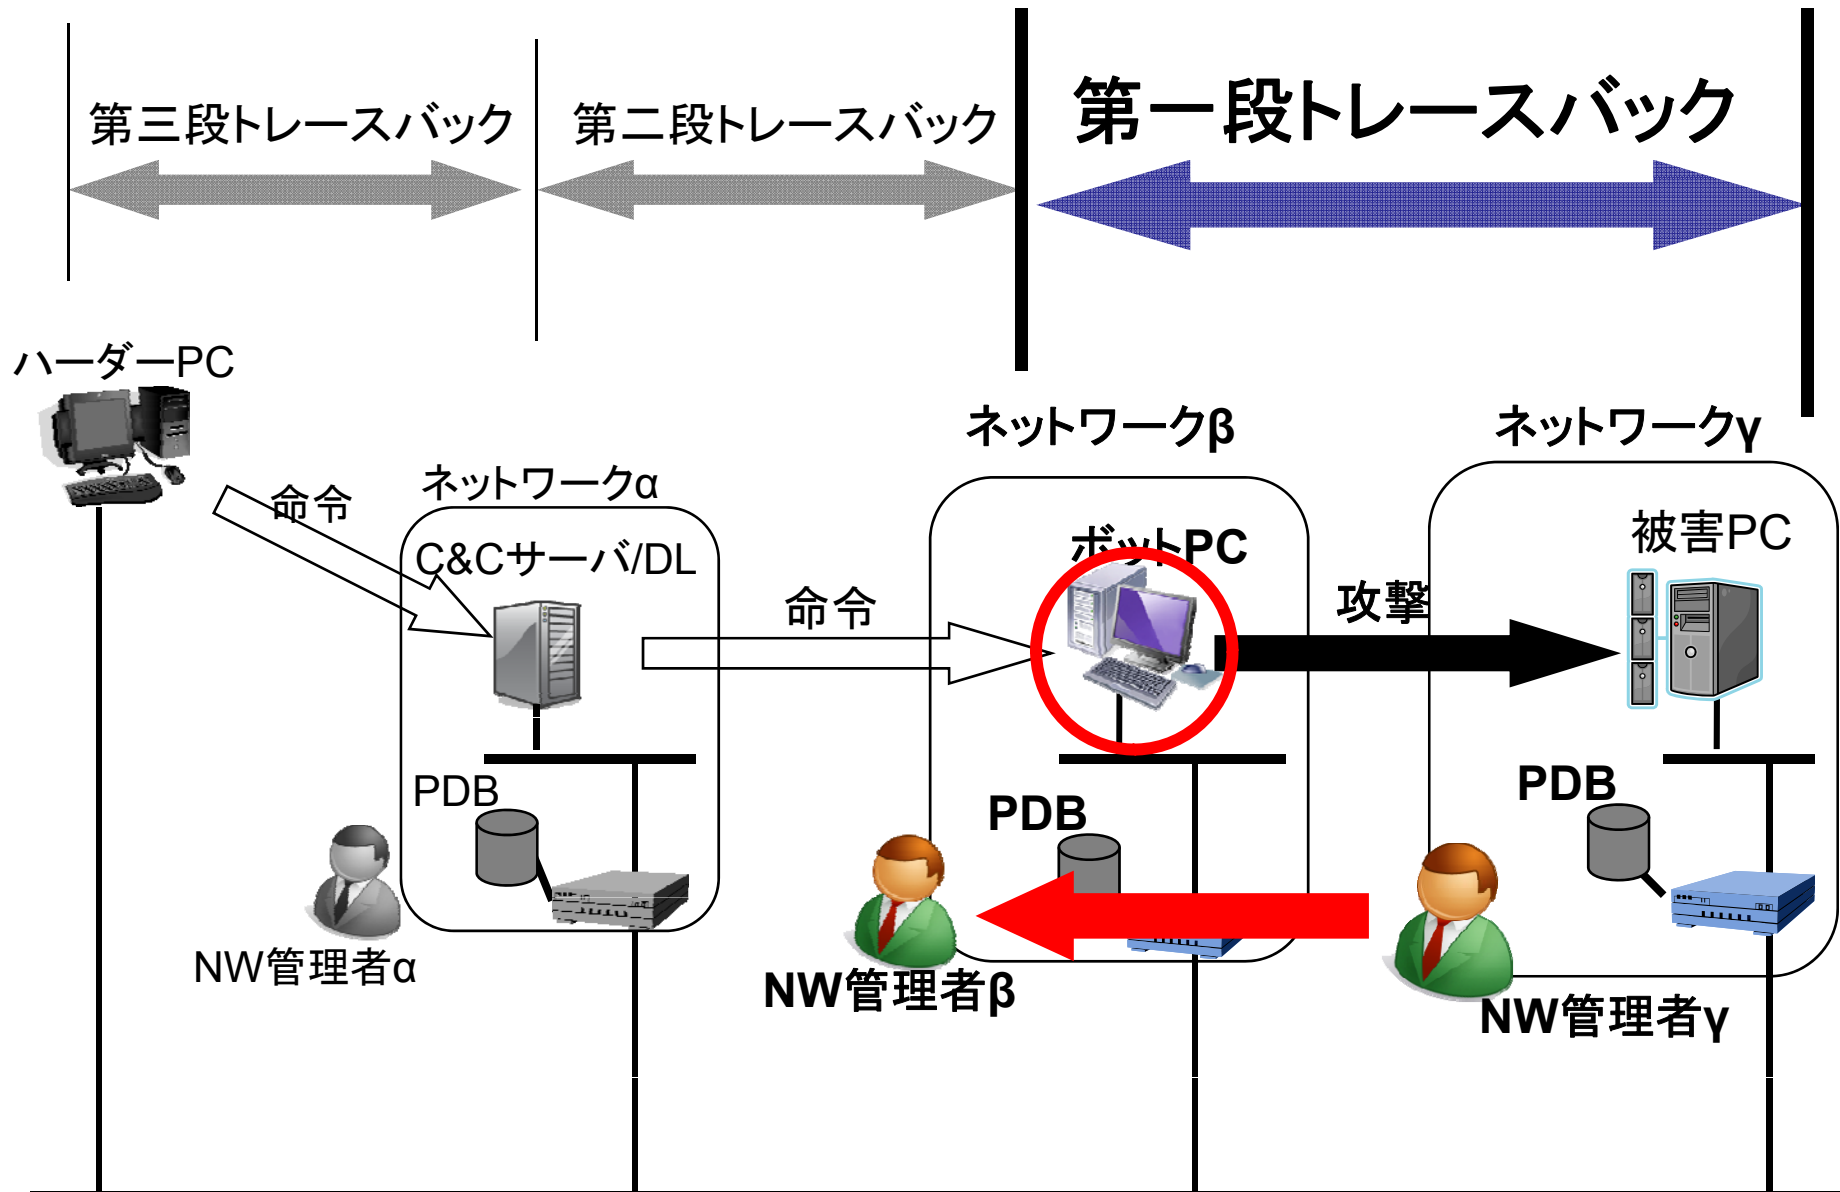 第三段トレースバック
第二段トレースバック
第一段トレースバック
ハーダーPC
命令
ネットワークα
C&Cサーバ/DL
命令
ネットワークβ
ボットPC
攻撃
ネットワークγ
被害PC
PDB
PDB
PDB
NW管理者α
NW管理者β
NW管理者γ